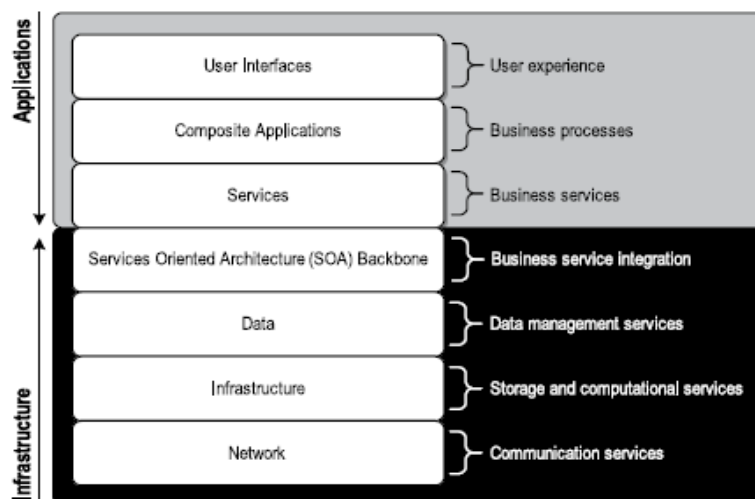 Applications
User Interfaces
User experience
Composite Applications
Business processes
Services
Business services
Infrastructure
Services Oriented Architecture (SOA) Backbone
Business service integration
Data
Data management services
Infrastructure
Storage and computational services
Network
Communication services